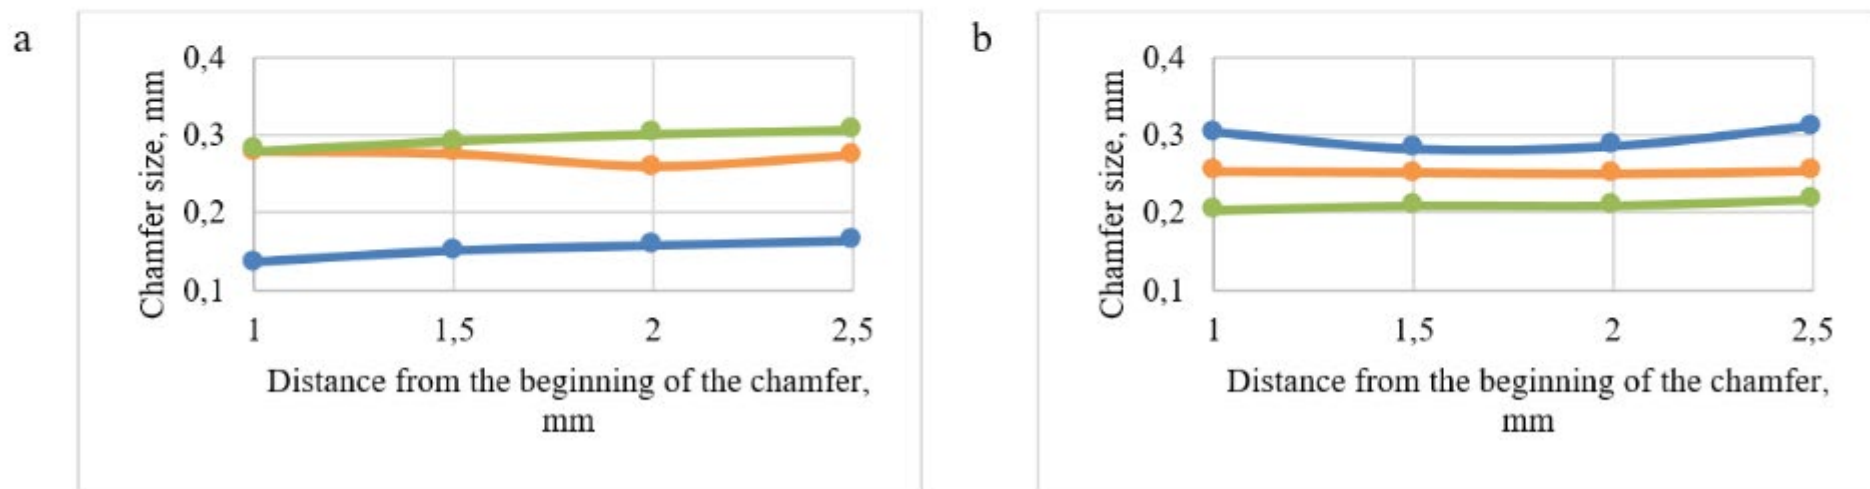 a
Chamfer size, mm
0,4
0,3
0,2
0,1
1 1,5 2 2,5
Distance from the beginning of the chamfer,
mm
b
Chamfer size, mm
0,4
0,3
0,2
0,1
1 1,5 2 2,5
Distance from the beginning of the chamfer,
mm